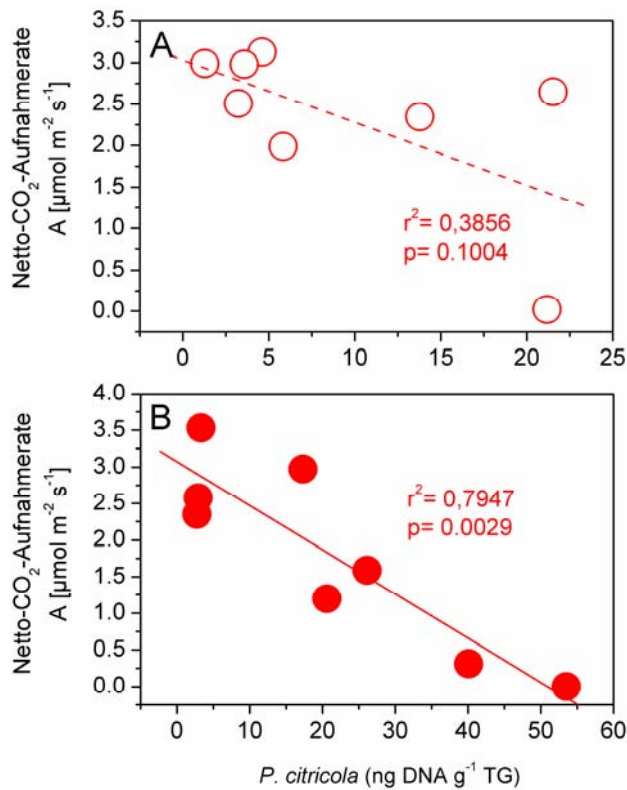 A
Netto-CO₂-Aufnahmerate
A [µmol m⁻² s⁻¹]
3.5
3.0
2.5
2.0
1.5
1.0
0.5
0.0
r²= 0,3856
p= 0.1004
0 5 10 15 20 25
B
Netto-CO₂-Aufnahmerate
A [µmol m⁻² s⁻¹]
4.0
3.5
3.0
2.5
2.0
1.5
1.0
0.5
0.0
r²= 0,7947
p= 0.0029
0 10 20 30 40 50 60
P. citricola (ng DNA g⁻¹ TG)